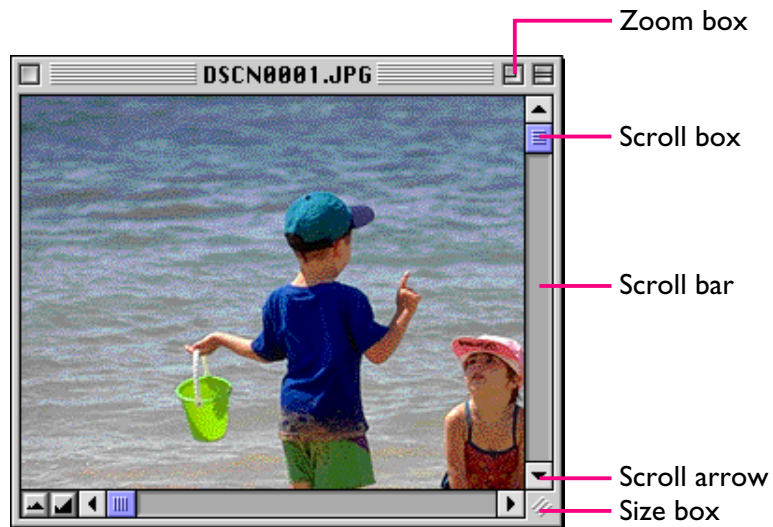 Zoom box
DSCN0001.JPG
Scroll box
Scroll bar
Scroll arrow
Size box